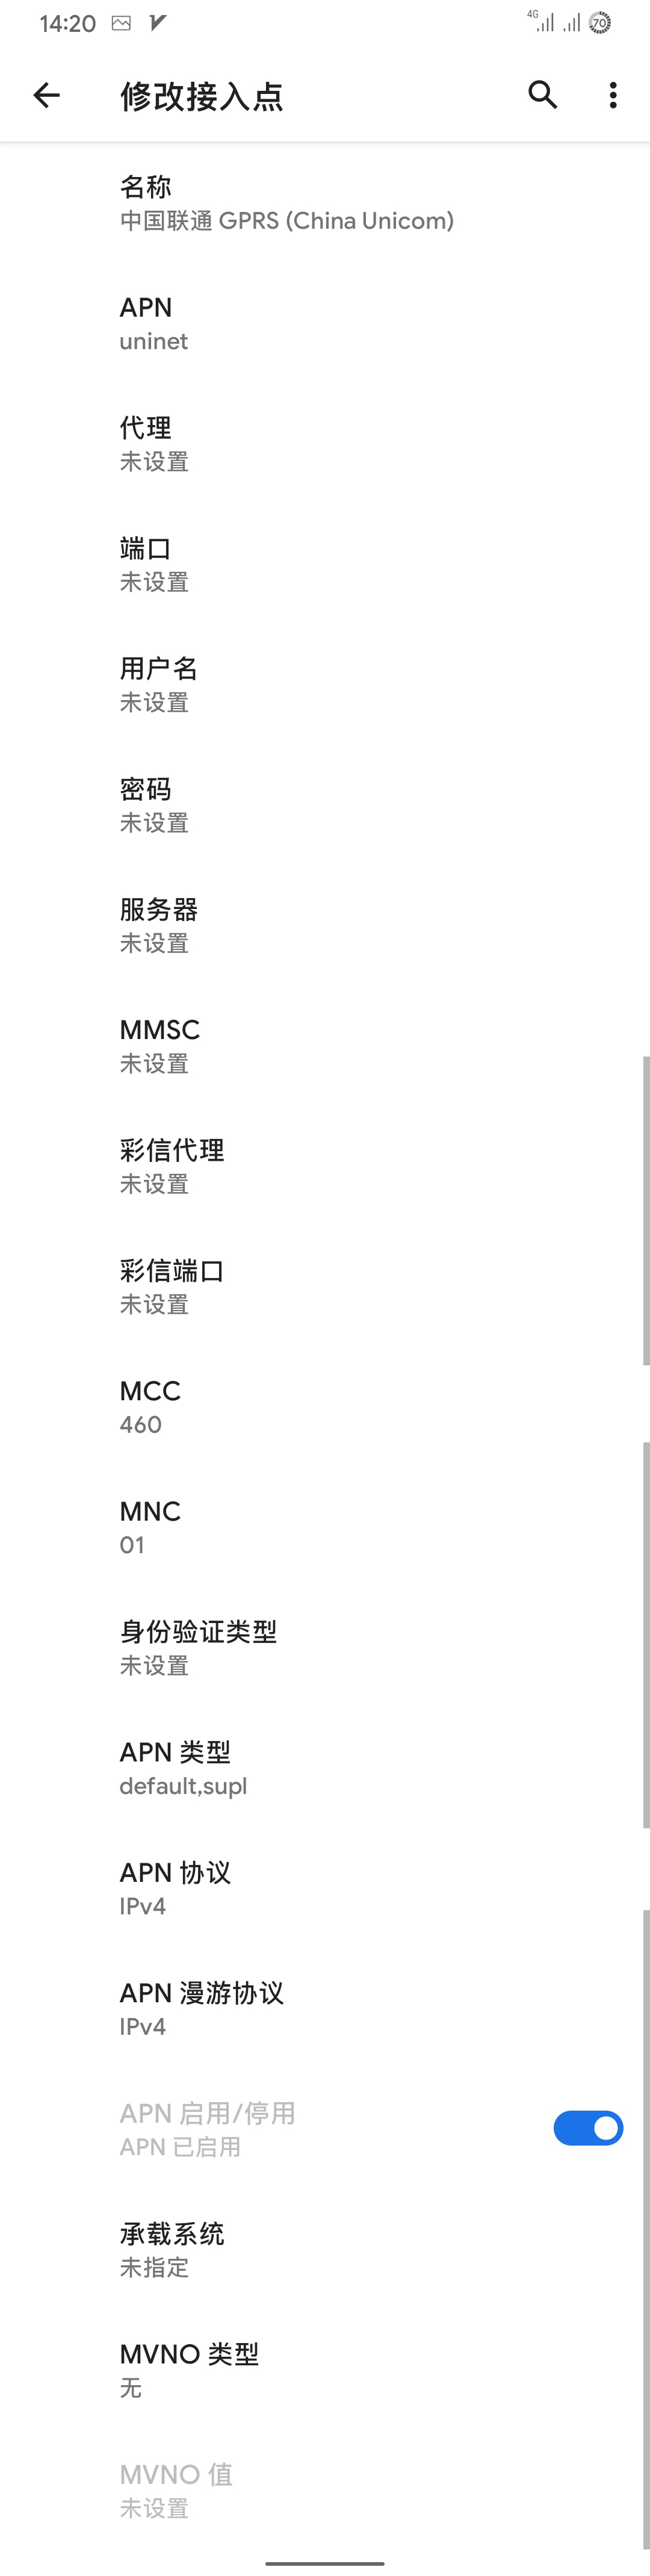 14:20
4G
70
修改接入点
名称
中国联通 GPRS (China Unicom)
APN
uninet
代理
未设置
端口
未设置
用户名
未设置
密码
未设置
服务器
未设置
MMSC
未设置
彩信代理
未设置
彩信端口
未设置
MCC
460
MNC
01
身份验证类型
未设置
APN 类型
default,supl
APN 协议
IPv4
APN 漫游协议
IPv4
APN 启用/停用
APN 已启用
承载系统
未指定
MVNO 类型
无
MVNO 值
未设置